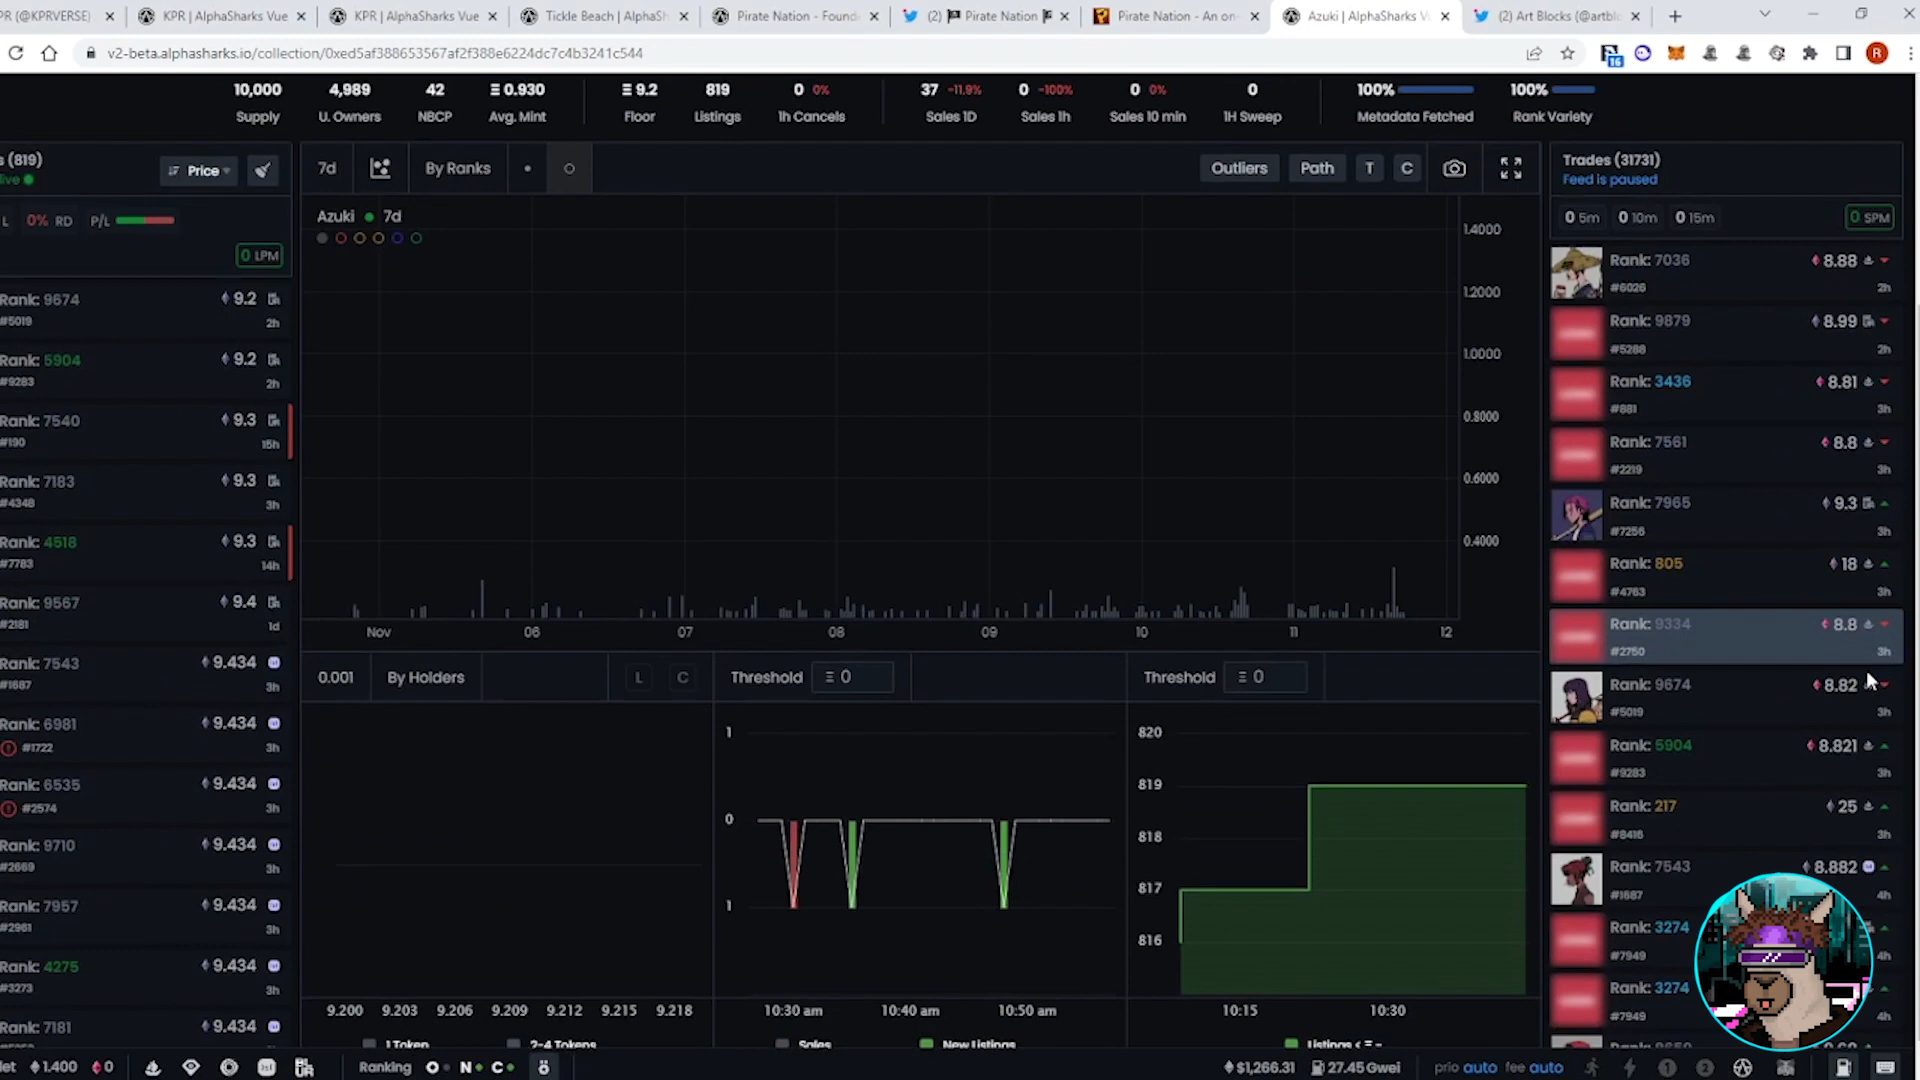 PR (@KPRVERSE)
KPR | AlphaSharks Vue
KPR | AlphaSharks Vue
Tickle Beach | AlphaSh
Pirate Nation - Found
(2) 🏴 Pirate Nation 🏴
Pirate Nation - An on-
Azuki | AlphaSharks V
(2) Art Blocks (@artblo
v2-beta.alphasharks.io/collection/0xed5af388653567af2f388e6224dc7c4b3241c544
16
R
10,000 4,989 42 Ξ 0.930 Ξ 9.2 819 0 0% 37 -11.9% 0 -100% 0 0% 0 100% 100%
Supply U. Owners NBCP Avg. Mint Floor Listings 1h Cancels Sales 1D Sales 1h Sales 10 min 1H Sweep Metadata Fetched Rank Variety
s (819)
live
Price
L 0% RD P/L
0 LPM
Rank: 9674 9.2
#5019 2h
Rank: 5904 9.2
#9283 2h
Rank: 7540 9.3
#190 15h
Rank: 7183 9.3
#4348 3h
Rank: 4518 9.3
#7783 14h
Rank: 9567 9.4
#2181 1d
Rank: 7543 9.434
#1687 3h
Rank: 6981 9.434
#1722 3h
Rank: 6535 9.434
#2574 3h
Rank: 9710 9.434
#2669 3h
Rank: 7957 9.434
#2961 3h
Rank: 4275 9.434
#3273 3h
Rank: 7181 9.434
7d By Ranks Outliers Path T C
Azuki 7d
1.4000
1.2000
1.0000
0.8000
0.6000
0.4000
Nov 06 07 08 09 10 11 12
0.001 By Holders L C
9.200 9.203 9.206 9.209 9.212 9.215 9.218
1 Token 2-4 Tokens
Threshold Ξ 0
1
0
1
10:30 am 10:40 am 10:50 am
Sales New Listings
Threshold Ξ 0
820
819
818
817
816
10:15 10:30
Listings < Ξ -
Trades (31731)
Feed is paused
0 5m 0 10m 0 15m 0 SPM
Rank: 7036 8.88
#6026 2h
Rank: 9879 8.99
#5288 2h
Rank: 3436 8.81
#881 3h
Rank: 7561 8.8
#2219 3h
Rank: 7965 9.3
#7256 3h
Rank: 805 18
#4763 3h
Rank: 9334 8.8
#2750 3h
Rank: 9674 8.82
#5019 3h
Rank: 5904 8.821
#9283 3h
Rank: 217 25
#8416 3h
Rank: 7543 8.882
#1687 4h
Rank: 3274
#7949 4h
Rank: 3274
#7949 4h
let 1.400 0 Ranking O N C $1,266.31 27.45 Gwei prio auto fee auto 1 2